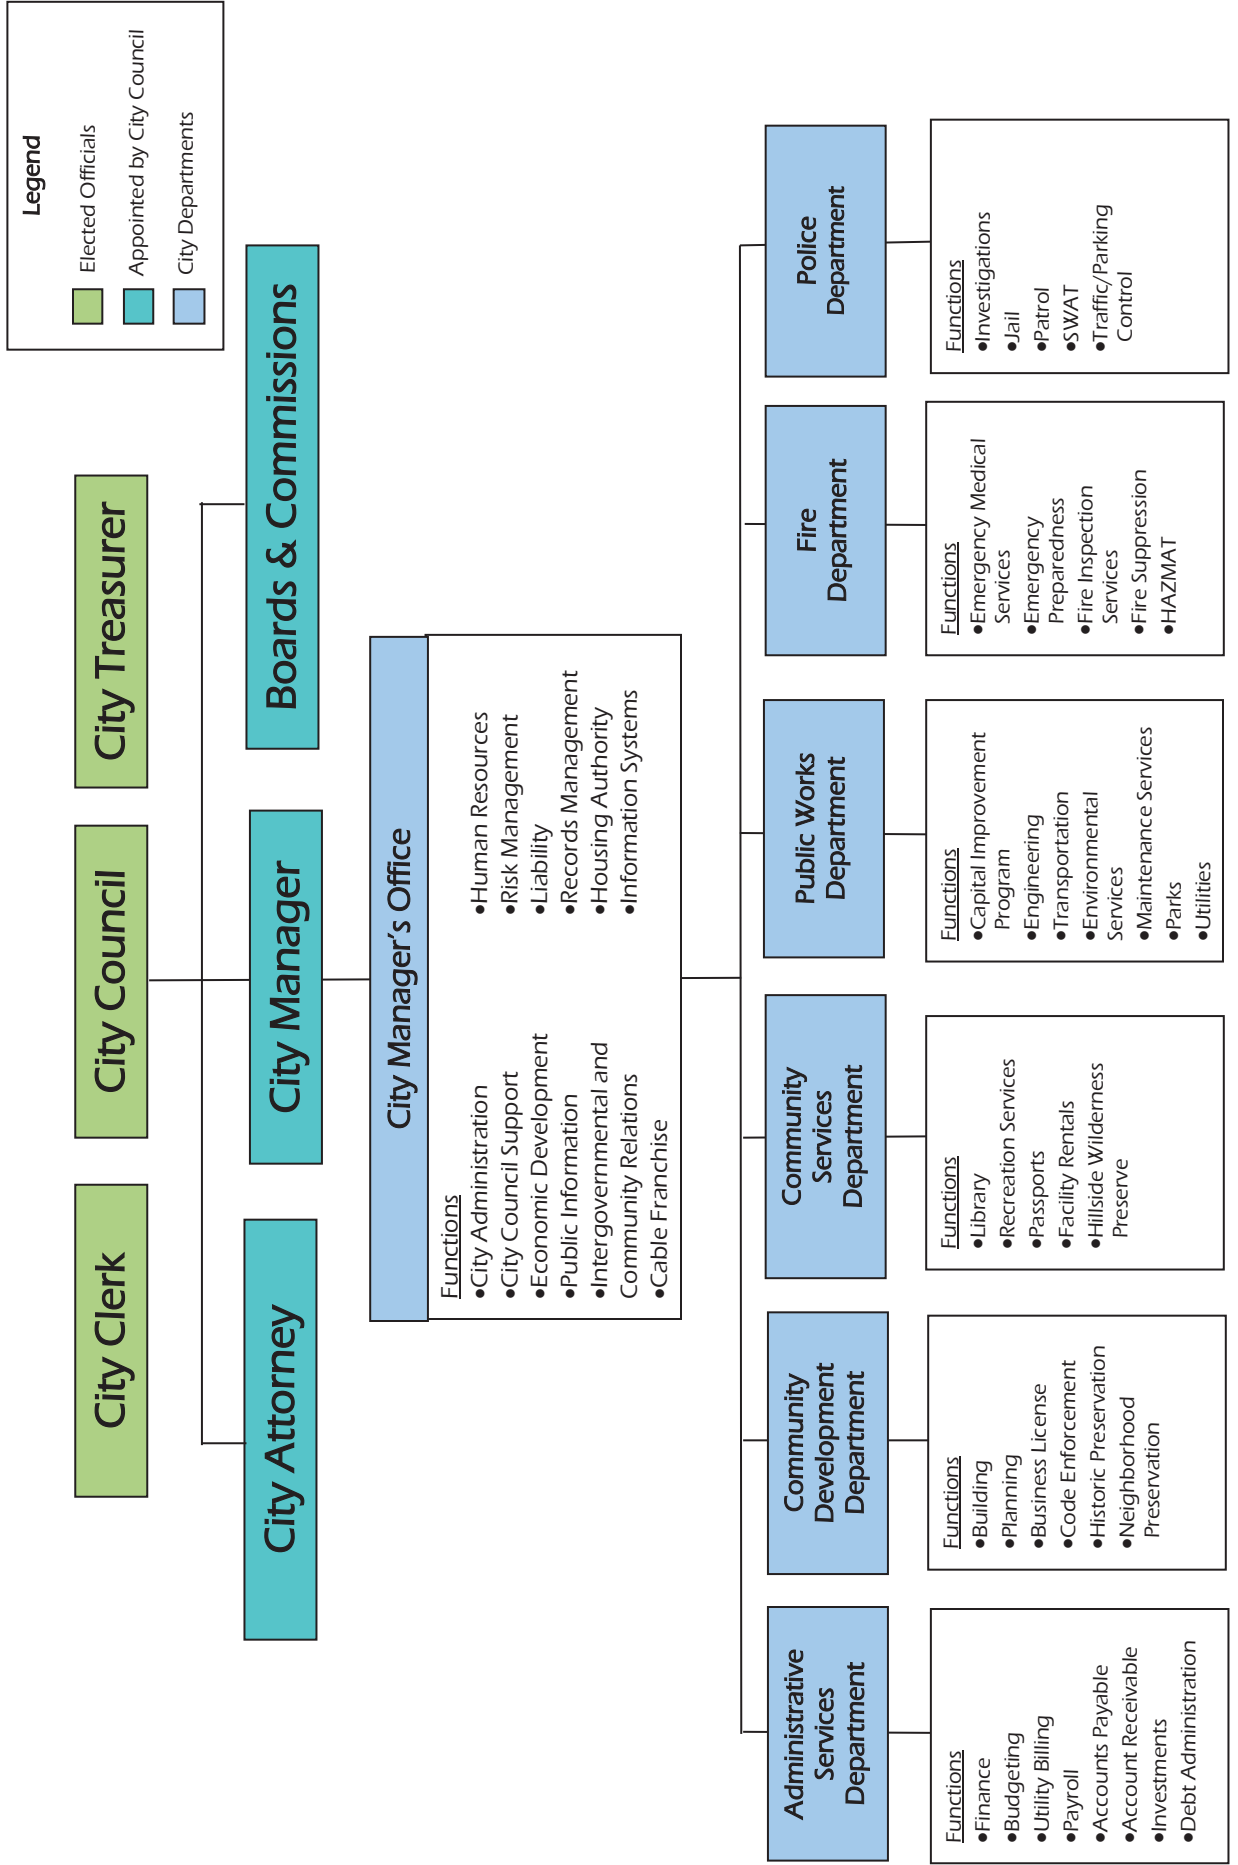 Legend
Elected Officials
Appointed by City Council
City Departments
City Clerk
City Council
City Treasurer
City Attorney
City Manager
Boards & Commissions
City Manager's Office
Functions
•City Administration
•City Council Support
•Economic Development
•Public Information
•Intergovernmental and
Community Relations
•Cable Franchise
•Human Resources
•Risk Management
•Liability
•Records Management
•Housing Authority
•Information Systems
Administrative
Services
Department
Functions
•Finance
•Budgeting
•Utility Billing
•Payroll
•Accounts Payable
•Account Receivable
•Investments
•Debt Administration
Community
Development
Department
Functions
•Building
•Planning
•Business License
•Code Enforcement
•Historic Preservation
•Neighborhood
Preservation
Community
Services
Department
Functions
•Library
•Recreation Services
•Passports
•Facility Rentals
•Hillside Wilderness
Preserve
Public Works
Department
Functions
•Capital Improvement
Program
•Engineering
•Transportation
•Environmental
Services
•Maintenance Services
•Parks
•Utilities
Fire
Department
Functions
•Emergency Medical
Services
•Emergency
Preparedness
•Fire Inspection
Services
•Fire Suppression
•HAZMAT
Police
Department
Functions
•Investigations
•Jail
•Patrol
•SWAT
•Traffic/Parking
Control